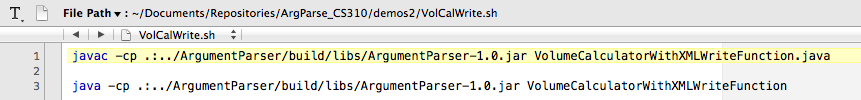 T File Path : ~/Documents/Repositories/ArgParse_CS310/demos2/VolCalWrite.sh
VolCalWrite.sh
1 javac -cp .:../ArgumentParser/build/libs/ArgumentParser-1.0.jar VolumeCalculatorWithXMLWriteFunction.java
2
3 java -cp .:../ArgumentParser/build/libs/ArgumentParser-1.0.jar VolumeCalculatorWithXMLWriteFunction